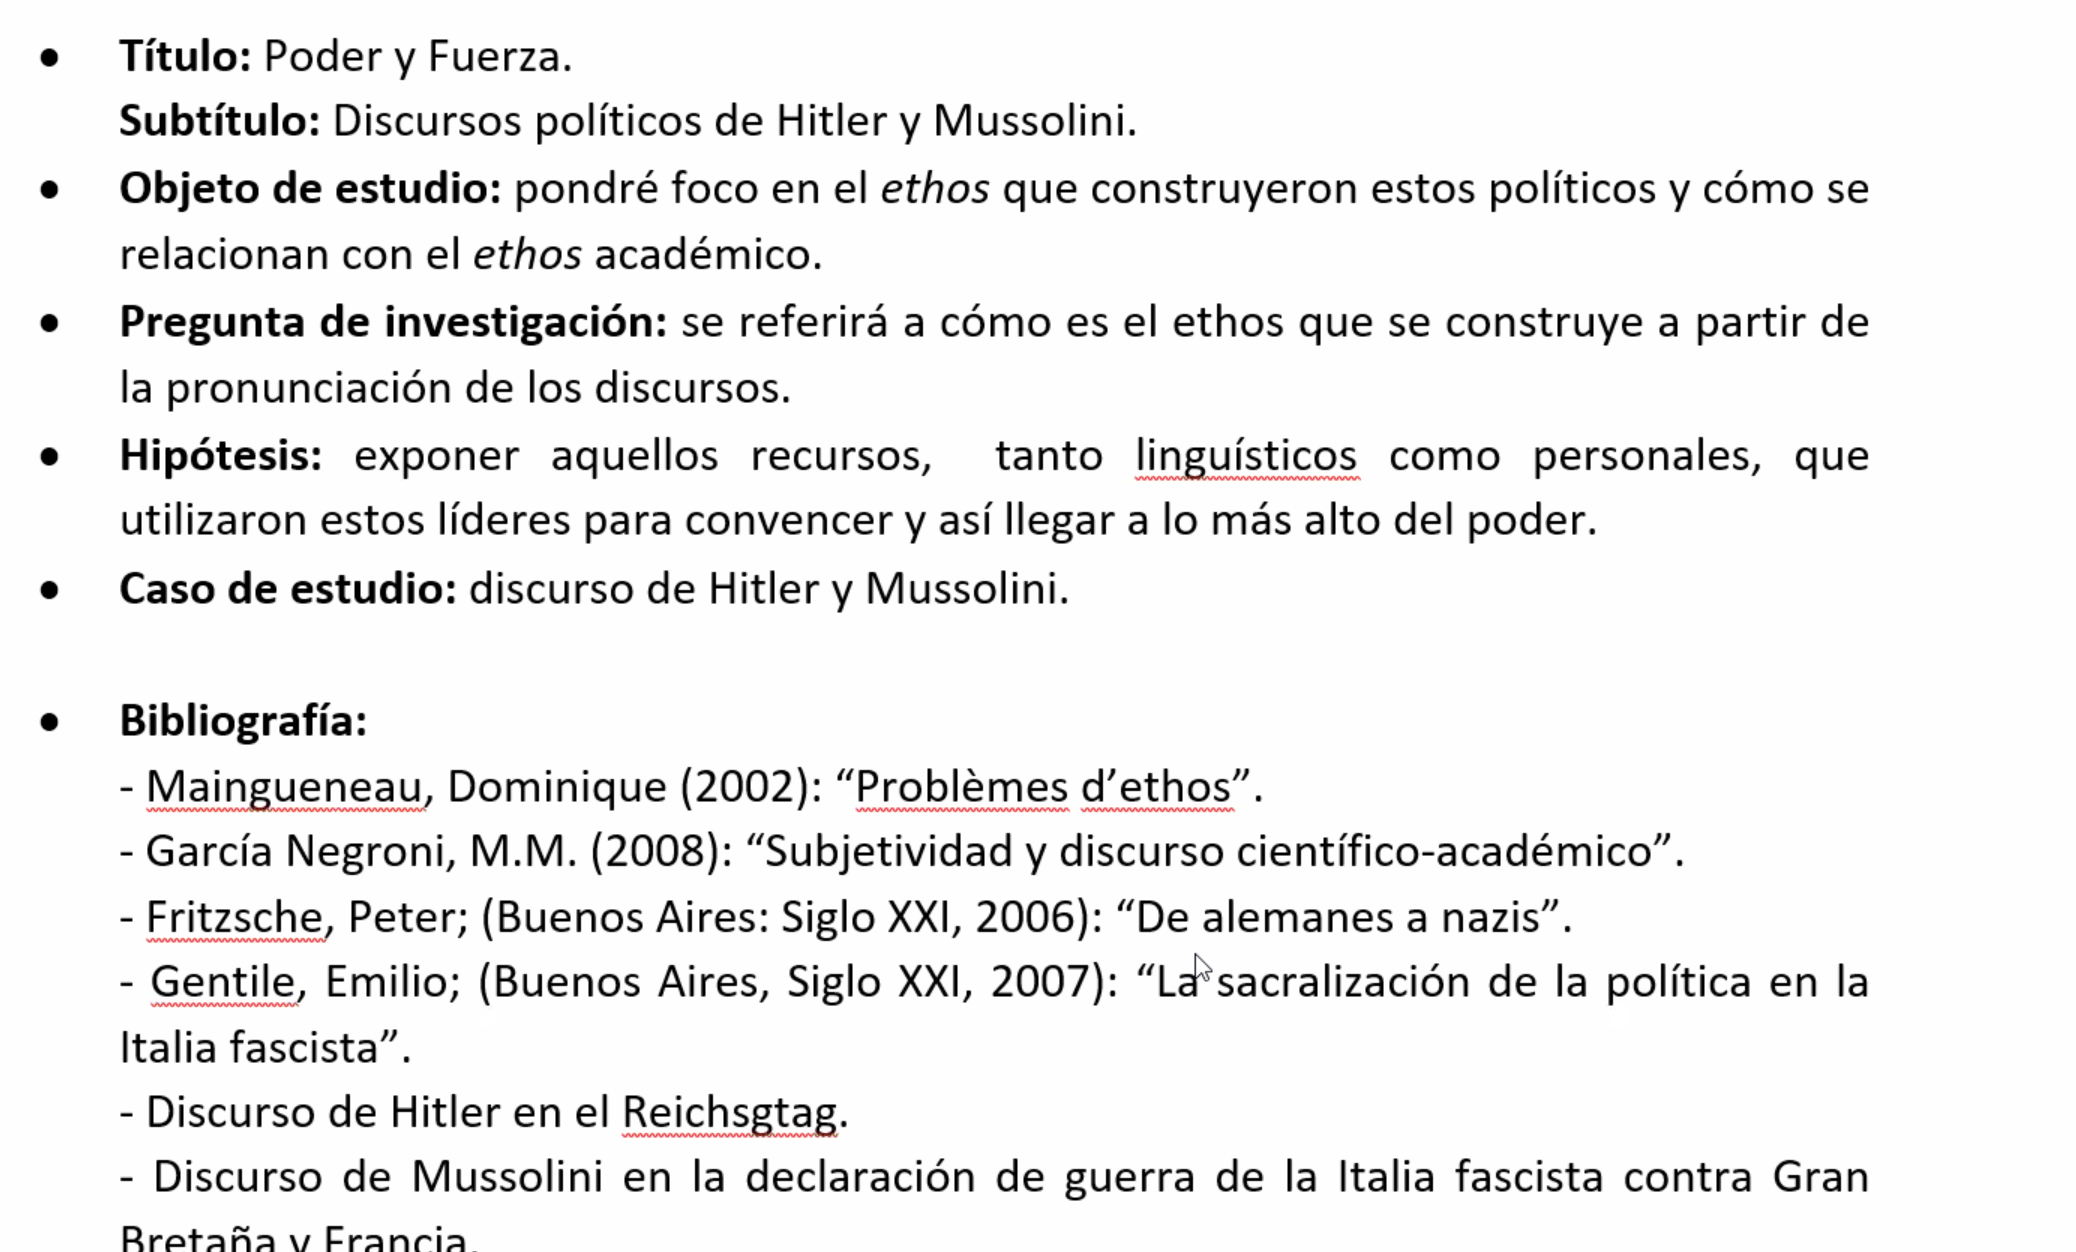 • Título: Poder y Fuerza.
Subtítulo: Discursos políticos de Hitler y Mussolini.
• Objeto de estudio: pondré foco en el ethos que construyeron estos políticos y cómo se
relacionan con el ethos académico.
• Pregunta de investigación: se referirá a cómo es el ethos que se construye a partir de
la pronunciación de los discursos.
• Hipótesis: exponer aquellos recursos, tanto linguísticos como personales, que
utilizaron estos líderes para convencer y así llegar a lo más alto del poder.
• Caso de estudio: discurso de Hitler y Mussolini.
• Bibliografía:
- Maingueneau, Dominique (2002): “Problèmes d’ethos”.
- García Negroni, M.M. (2008): “Subjetividad y discurso científico-académico”.
- Fritzsche, Peter; (Buenos Aires: Siglo XXI, 2006): “De alemanes a nazis”.
- Gentile, Emilio; (Buenos Aires, Siglo XXI, 2007): “La sacralización de la política en la
Italia fascista”.
- Discurso de Hitler en el Reichsgtag.
- Discurso de Mussolini en la declaración de guerra de la Italia fascista contra Gran
Bretaña y Francia.